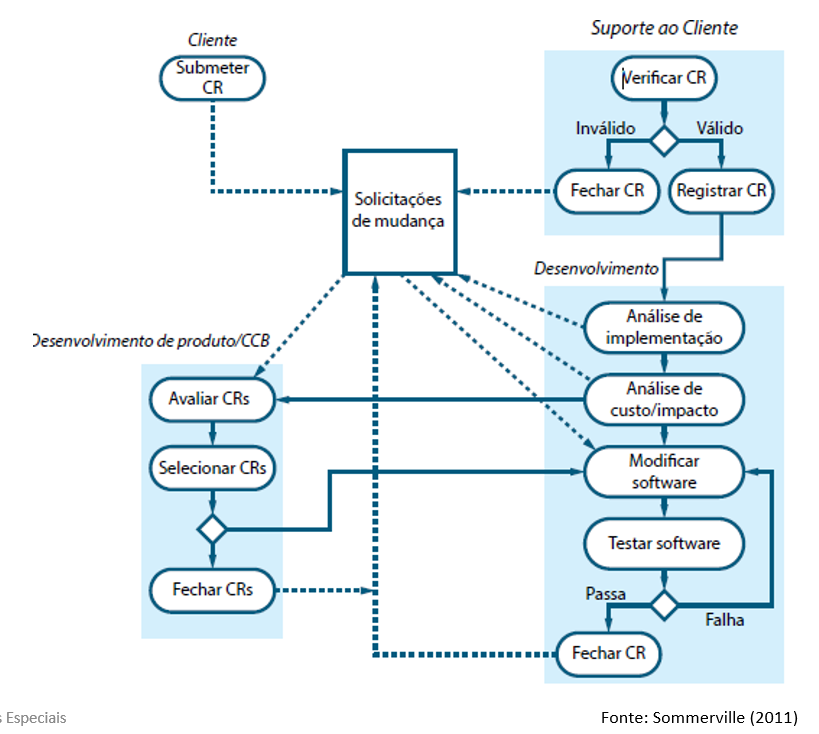 Cliente
Submeter
CR
Suporte ao Cliente
Verificar CR
Inválido
Válido
Fechar CR
Registrar CR
Solicitações
de mudança
Desenvolvimento
Análise de
implementação
Análise de
custo/impacto
Modificar
software
Testar software
Passa
Falha
Fechar CR
Desenvolvimento de produto/CCB
Avaliar CRs
Selecionar CRs
Fechar CRs
s Especiais
Fonte: Sommerville (2011)